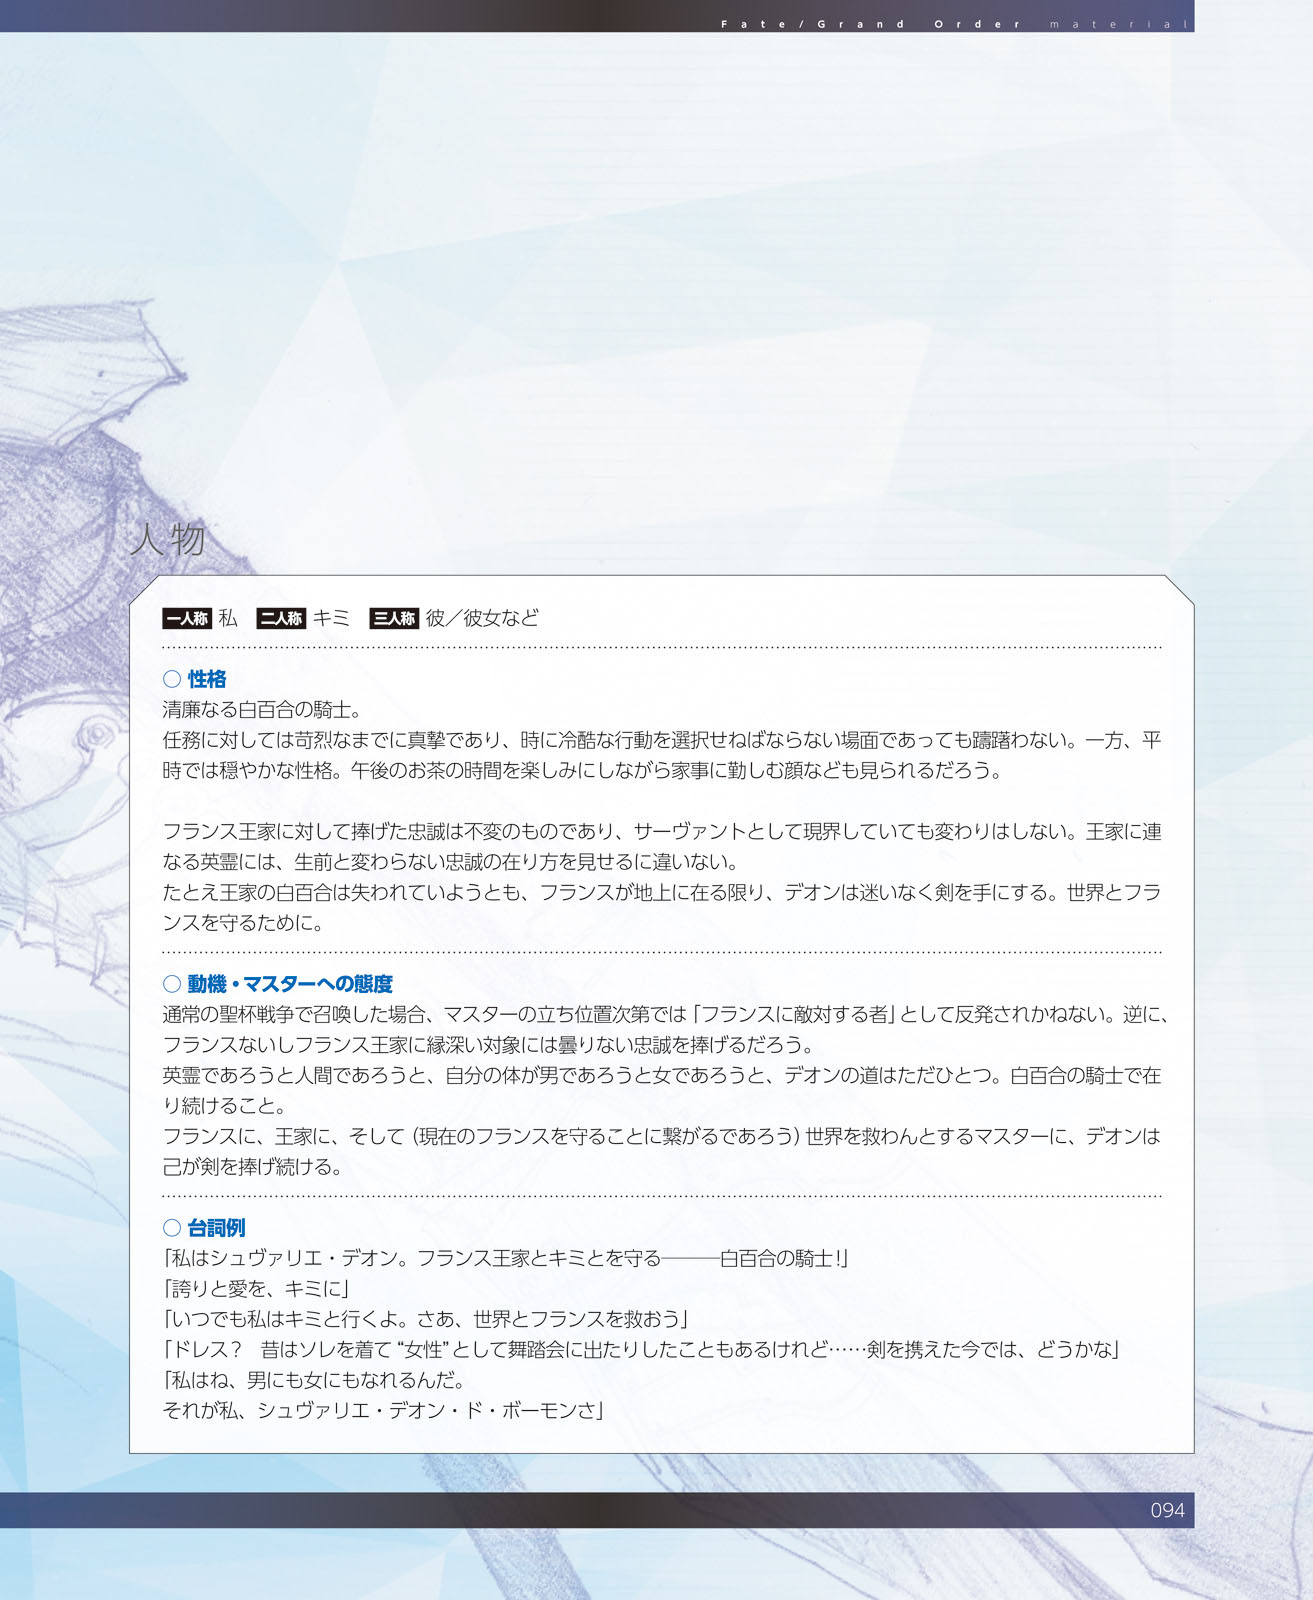 Fate/Grand Order material
人物
一人称 私 二人称 キミ 三人称 彼／彼女など
○ 性格
清廉なる白百合の騎士。
任務に対しては苛烈なまでに真摯であり、時に冷酷な行動を選択せねばならない場面であっても躊躇わない。一方、平
時では穏やかな性格。午後のお茶の時間を楽しみにしながら家事に勤しむ顔なども見られるだろう。
フランス王家に対して捧げた忠誠は不変のものであり、サーヴァントとして現界していても変わりはしない。王家に連
なる英霊には、生前と変わらない忠誠の在り方を見せるに違いない。
たとえ王家の白百合は失われていようとも、フランスが地上に在る限り、デオンは迷いなく剣を手にする。世界とフラ
ンスを守るために。
○ 動機・マスターへの態度
通常の聖杯戦争で召喚した場合、マスターの立ち位置次第では「フランスに敵対する者」として反発されかねない。逆に、
フランスないしフランス王家に縁深い対象には曇りない忠誠を捧げるだろう。
英霊であろうと人間であろうと、自分の体が男であろうと女であろうと、デオンの道はただひとつ。白百合の騎士で在
り続けること。
フランスに、王家に、そして（現在のフランスを守ることに繋がるであろう）世界を救わんとするマスターに、デオンは
己が剣を捧げ続ける。
○ 台詞例
「私はシュヴァリエ・デオン。フランス王家とキミとを守る───白百合の騎士！」
「誇りと愛を、キミに」
「いつでも私はキミと行くよ。さあ、世界とフランスを救おう」
「ドレス？　昔はソレを着て“女性”として舞踏会に出たりしたこともあるけれど……剣を携えた今では、どうかな」
「私はね、男にも女にもなれるんだ。
それが私、シュヴァリエ・デオン・ド・ボーモンさ」
094